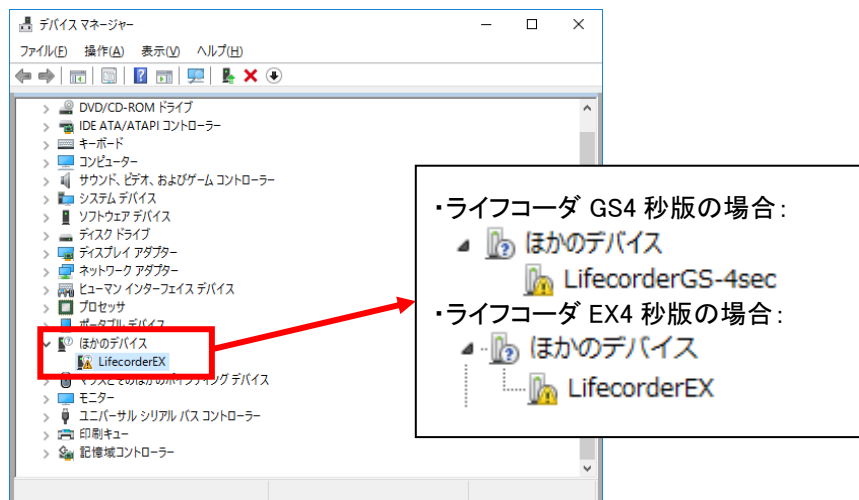 デバイス マネージャー
ファイル(F) 操作(A) 表示(V) ヘルプ(H)
DVD/CD-ROM ドライブ
IDE ATA/ATAPI コントローラー
キーボード
コンピューター
サウンド、ビデオ、およびゲーム コントローラー
システム デバイス
ソフトウェア デバイス
ディスク ドライブ
ディスプレイ アダプター
ネットワーク アダプター
ヒューマン インターフェイス デバイス
プロセッサ
ポータブル デバイス
ほかのデバイス
LifecorderEX
マウスとそのほかのポインティング デバイス
モニター
ユニバーサル シリアル バス コントローラー
印刷キュー
記憶域コントローラー
・ライフコーダ GS4 秒版の場合:
ほかのデバイス
LifecorderGS-4sec
・ライフコーダ EX4 秒版の場合:
ほかのデバイス
LifecorderEX